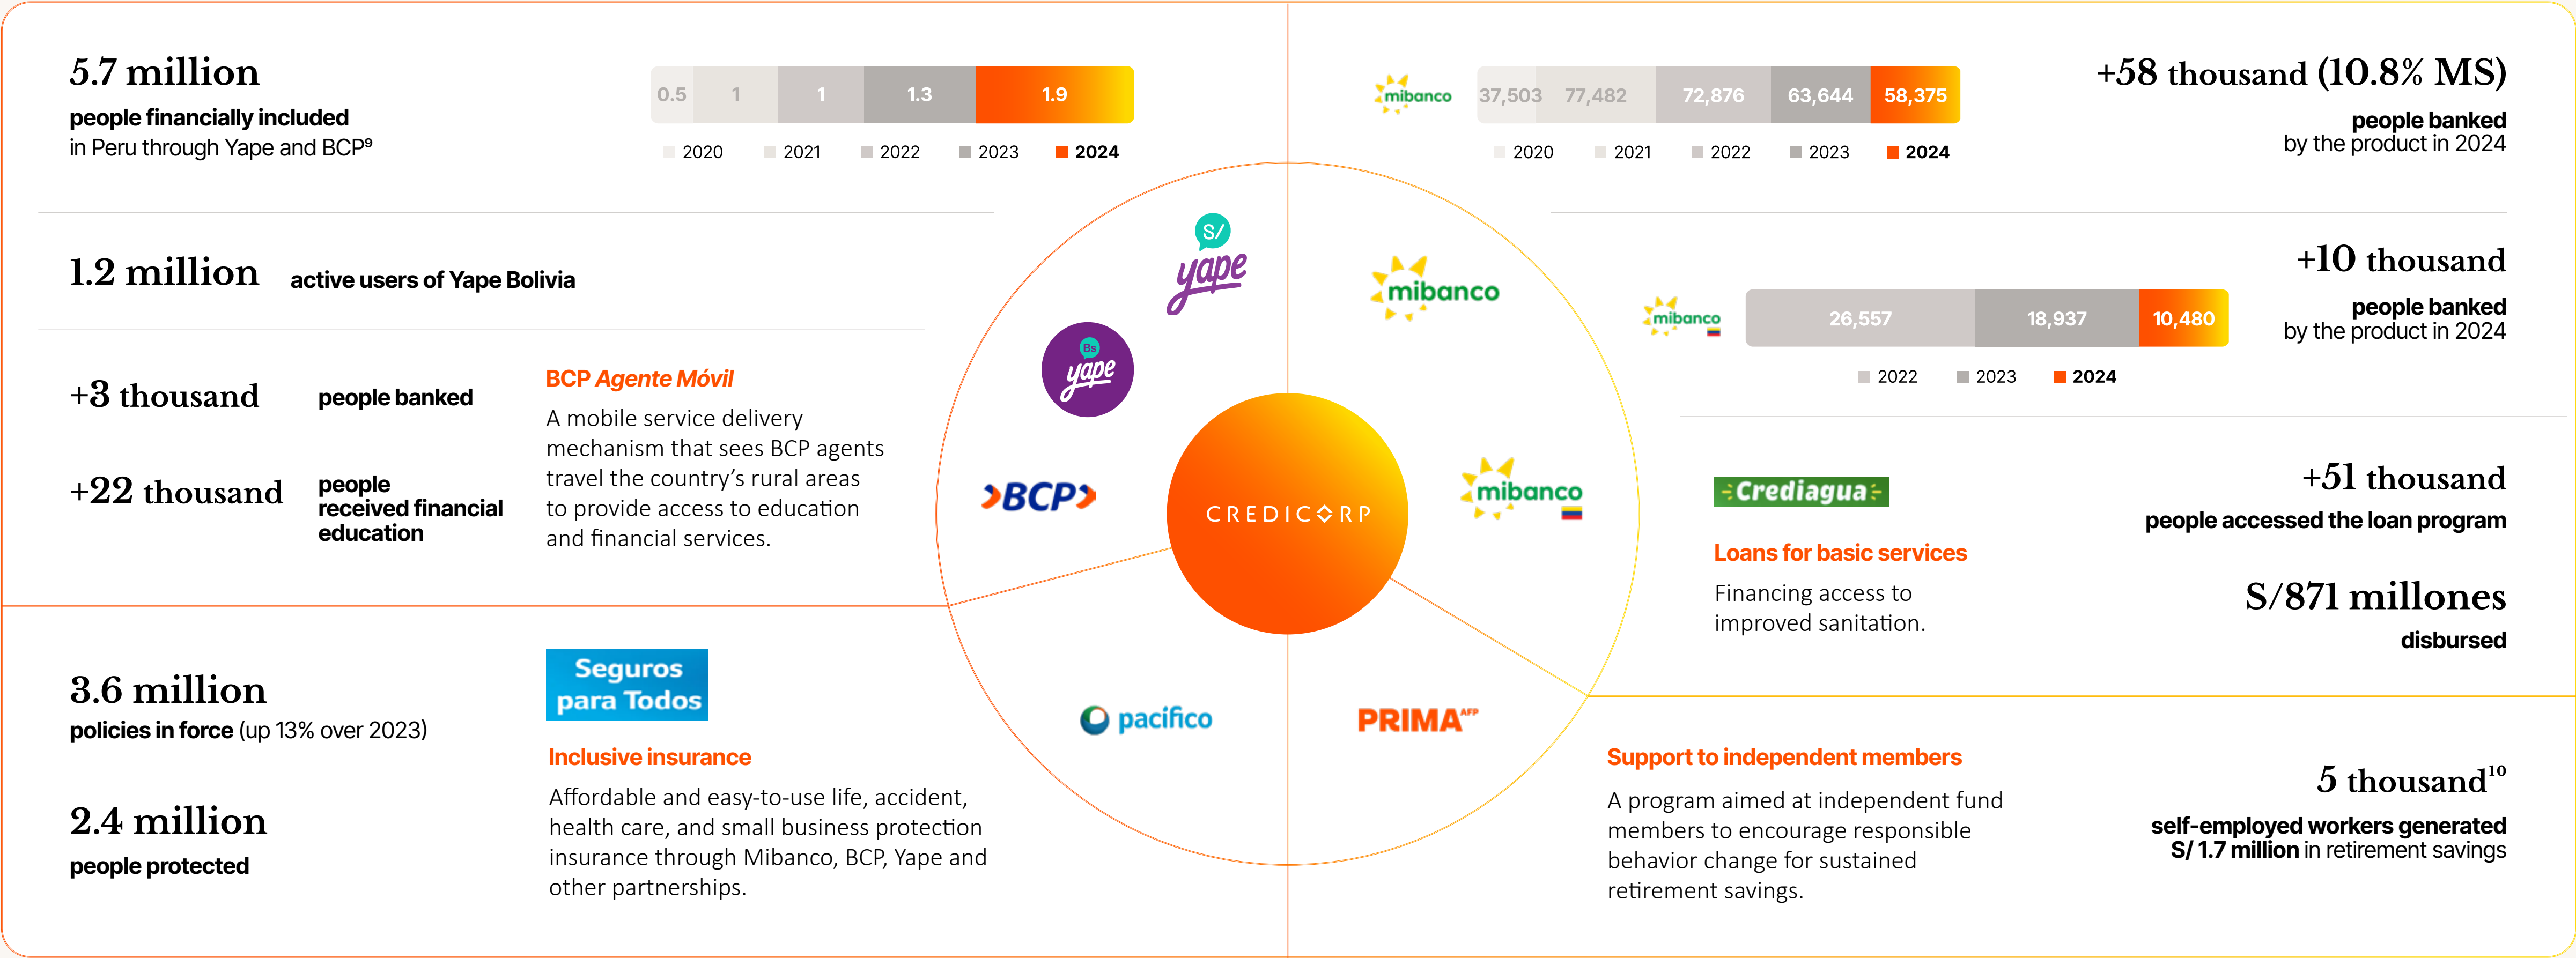 5.7 million
people financially included
in Peru through Yape and BCP⁹
0.5 1 1 1.3 1.9
2020 2021 2022 2023 2024
1.2 million active users of Yape Bolivia
+3 thousand people banked
+22 thousand people
received financial
education
BCP Agente Móvil
A mobile service delivery
mechanism that sees BCP agents
travel the country’s rural areas
to provide access to education
and financial services.
3.6 million
policies in force (up 13% over 2023)
2.4 million
people protected
Seguros
para Todos
Inclusive insurance
Affordable and easy-to-use life, accident,
health care, and small business protection
insurance through Mibanco, BCP, Yape and
other partnerships.
S/
yape
Bs
yape
BCP
mibanco
mibanco
CREDICORP
pacifico
PRIMA AFP
mibanco
37,503 77,482 72,876 63,644 58,375
2020 2021 2022 2023 2024
+58 thousand (10.8% MS)
people banked
by the product in 2024
mibanco
26,557 18,937 10,480
2022 2023 2024
+10 thousand
people banked
by the product in 2024
Crediagua
Loans for basic services
Financing access to
improved sanitation.
+51 thousand
people accessed the loan program
S/871 millones
disbursed
Support to independent members
A program aimed at independent fund
members to encourage responsible
behavior change for sustained
retirement savings.
5 thousand¹⁰
self-employed workers generated
S/ 1.7 million in retirement savings